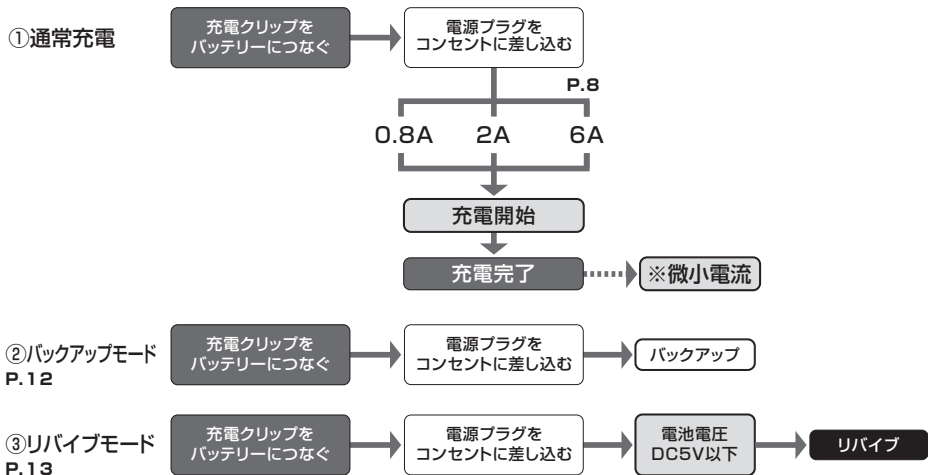 ①通常充電
充電クリップを
バッテリーにつなぐ
電源プラグを
コンセントに差し込む
P.8
0.8A 2A 6A
充電開始
充電完了
※微小電流
②バックアップモード
P.12
充電クリップを
バッテリーにつなぐ
電源プラグを
コンセントに差し込む
バックアップ
③リバイブモード
P.13
充電クリップを
バッテリーにつなぐ
電源プラグを
コンセントに差し込む
電池電圧
DC5V以下
リバイブ